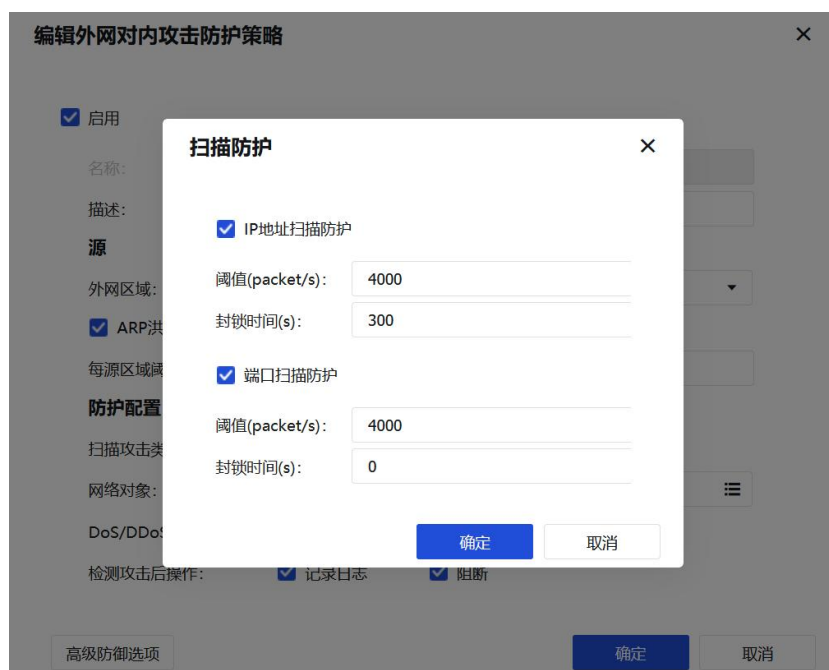 编辑外网对内攻击防护策略
启用
名称:
描述:
源
外网区域:
ARP洪
每源区域阈
防护配置
扫描攻击类
网络对象:
DoS/DDoS
检测攻击后操作: 记录日志 阻断
高级防御选项 确定 取消
扫描防护
IP地址扫描防护
阈值(packet/s): 4000
封锁时间(s): 300
端口扫描防护
阈值(packet/s): 4000
封锁时间(s): 0
确定 取消